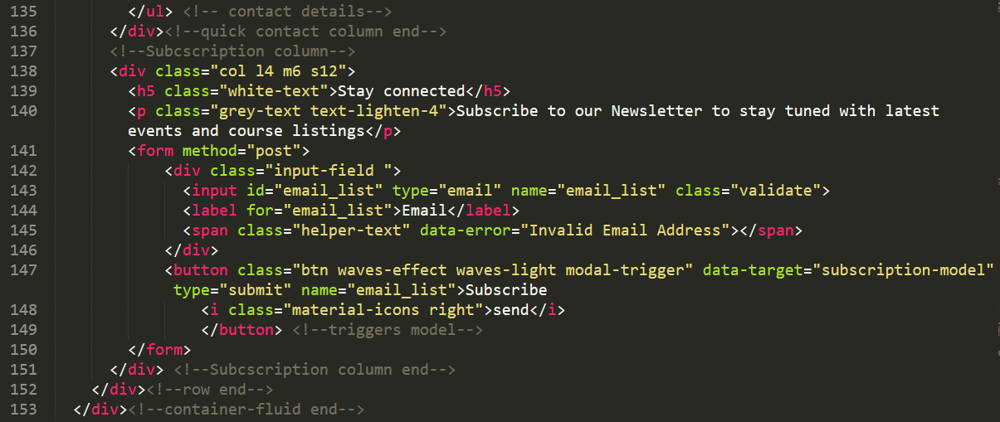 135 </ul> <!-- contact details-->
136 </div><!--quick contact column end-->
137 <!--Subcscription column-->
138 <div class="col l4 m6 s12">
139 <h5 class="white-text">Stay connected</h5>
140 <p class="grey-text text-lighten-4">Subscribe to our Newsletter to stay tuned with latest
events and course listings</p>
141 <form method="post">
142 <div class="input-field ">
143 <input id="email_list" type="email" name="email_list" class="validate">
144 <label for="email_list">Email</label>
145 <span class="helper-text" data-error="Invalid Email Address"></span>
146 </div>
147 <button class="btn waves-effect waves-light modal-trigger" data-target="subscription-model"
type="submit" name="email_list">Subscribe
148 <i class="material-icons right">send</i>
149 </button> <!--triggers model-->
150 </form>
151 </div> <!--Subcscription column end-->
152 </div><!--row end-->
153 </div><!--container-fluid end-->